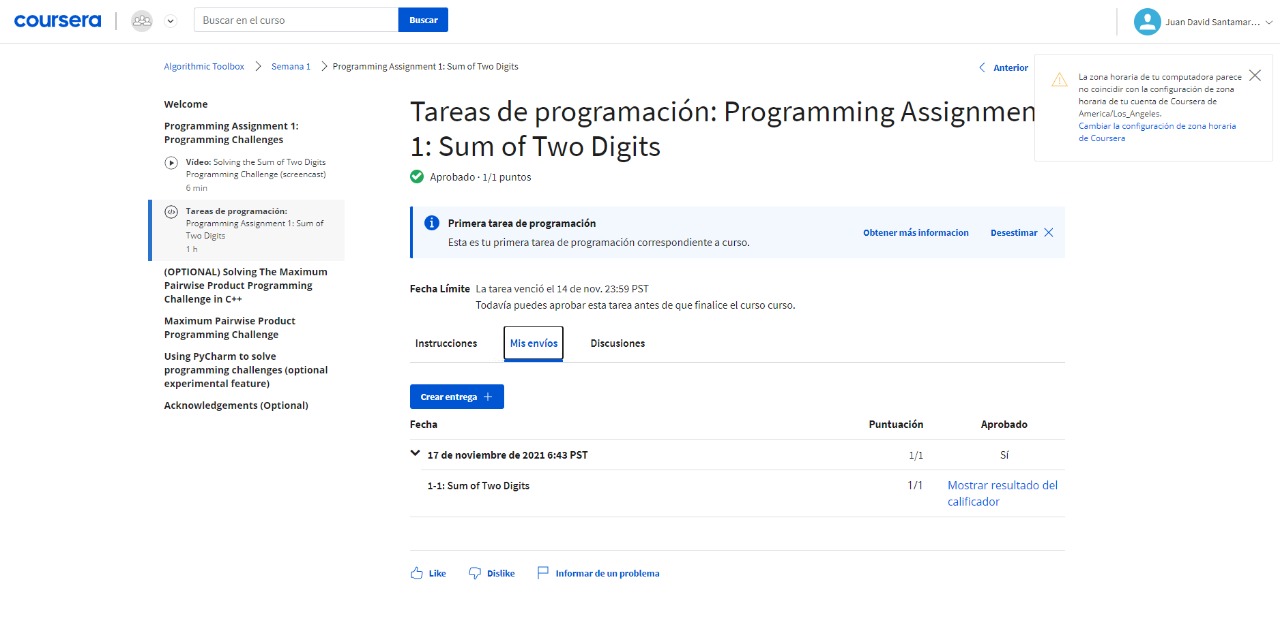 coursera
Buscar en el curso
Buscar
Juan David Santamar...
Algorithmic Toolbox
Semana 1
Programming Assignment 1: Sum of Two Digits
Anterior
La zona horaria de tu computadora parece
no coincidir con la configuración de zona
horaria de tu cuenta de Coursera de
America/Los_Angeles.
Cambiar la configuración de zona horaria
de Coursera
Welcome
Programming Assignment 1:
Programming Challenges
Vídeo: Solving the Sum of Two Digits
Programming Challenge (screencast)
6 min
Tareas de programación:
Programming Assignment 1: Sum of
Two Digits
1 h
(OPTIONAL) Solving The Maximum
Pairwise Product Programming
Challenge in C++
Maximum Pairwise Product
Programming Challenge
Using PyCharm to solve
programming challenges (optional
experimental feature)
Acknowledgements (Optional)
Tareas de programación: Programming Assignmen
1: Sum of Two Digits
Aprobado · 1/1 puntos
Primera tarea de programación
Esta es tu primera tarea de programación correspondiente a curso.
Obtener más informacion
Desestimar
Fecha Límite La tarea venció el 14 de nov. 23:59 PST
Todavía puedes aprobar esta tarea antes de que finalice el curso curso.
Instrucciones
Mis envíos
Discusiones
Crear entrega
Fecha Puntuación Aprobado
17 de noviembre de 2021 6:43 PST 1/1 Sí
1-1: Sum of Two Digits 1/1 Mostrar resultado del
calificador
Like
Dislike
Informar de un problema